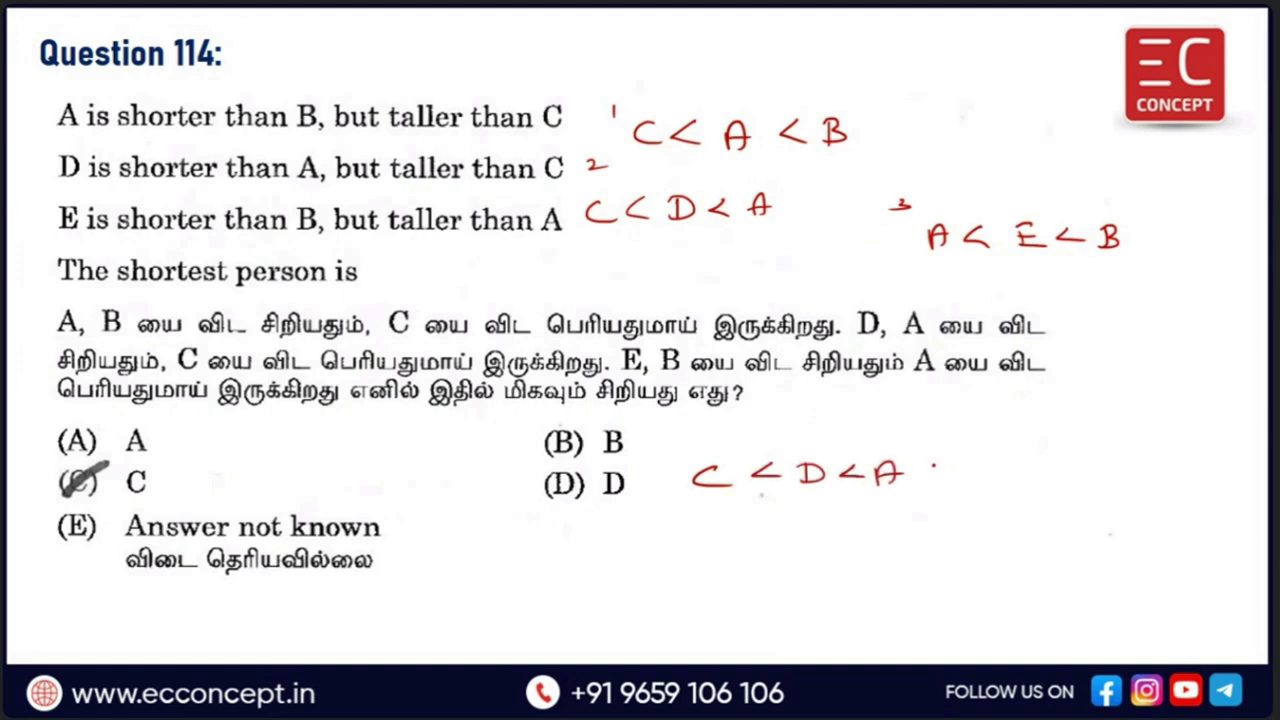 Question 114:
EC
CONCEPT
A is shorter than B, but taller than C
1 C < A < B
D is shorter than A, but taller than C
2
E is shorter than B, but taller than A
C < D < A
3 A < E < B
The shortest person is
A, B யை விட சிறியதும், C யை விட பெரியதுமாய் இருக்கிறது. D, A யை விட
சிறியதும், C யை விட பெரியதுமாய் இருக்கிறது. E, B யை விட சிறியதும் A யை விட
பெரியதுமாய் இருக்கிறது எனில் இதில் மிகவும் சிறியது எது?
(A) A
(B) B
(C) C
(D) D
C < D < A
(E) Answer not known
விடை தெரியவில்லை
www.ecconcept.in
+91 9659 106 106
FOLLOW US ON